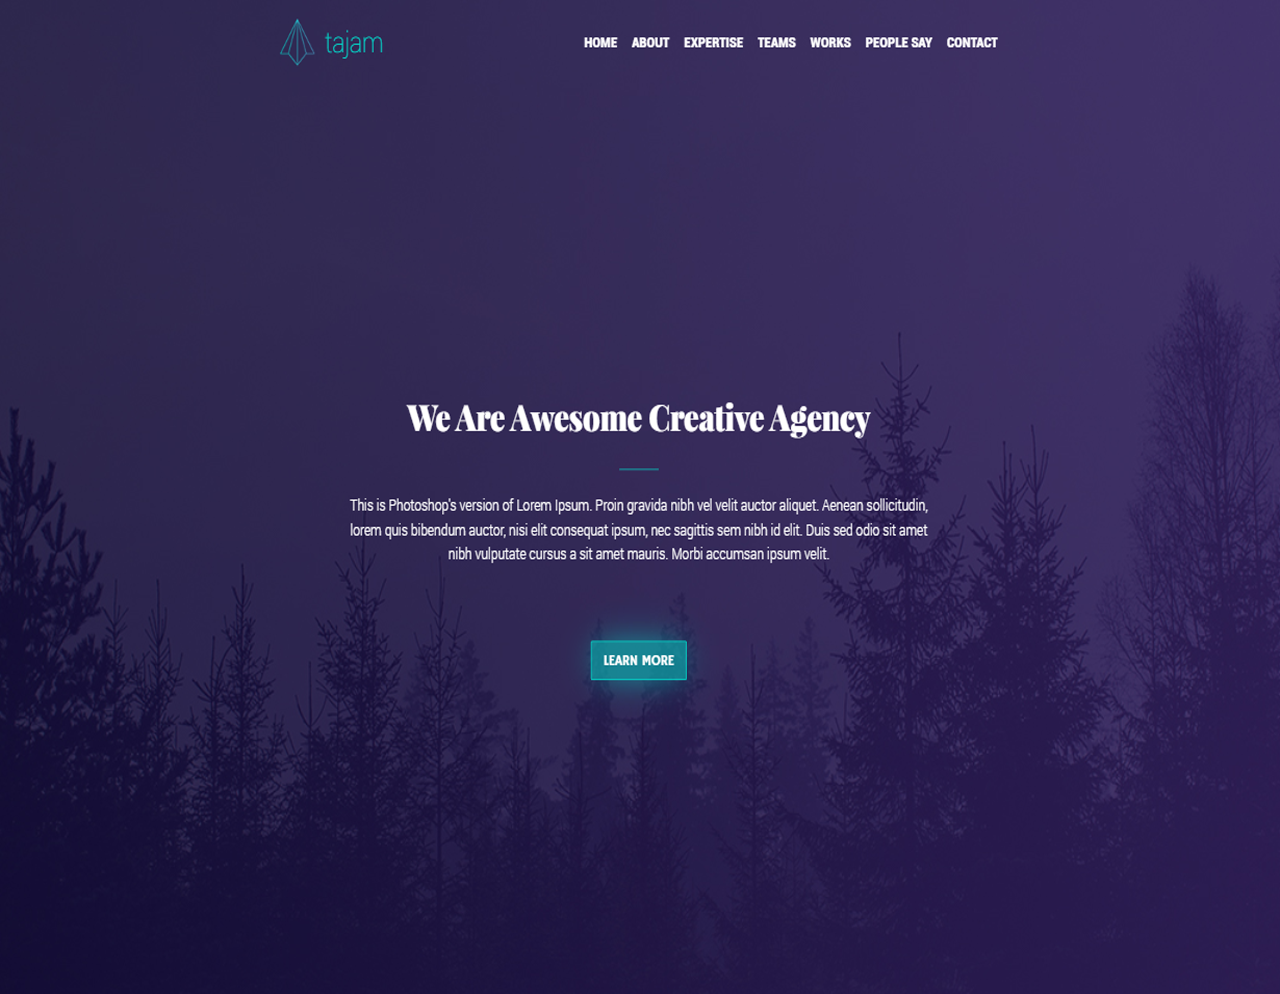 tajam
HOME ABOUT EXPERTISE TEAMS WORKS PEOPLE SAY CONTACT
We Are Awesome Creative Agency
This is Photoshop's version of Lorem Ipsum. Proin gravida nibh vel velit auctor aliquet. Aenean sollicitudin,
lorem quis bibendum auctor, nisi elit consequat ipsum, nec sagittis sem nibh id elit. Duis sed odio sit amet
nibh vulputate cursus a sit amet mauris. Morbi accumsan ipsum velit.
LEARN MORE